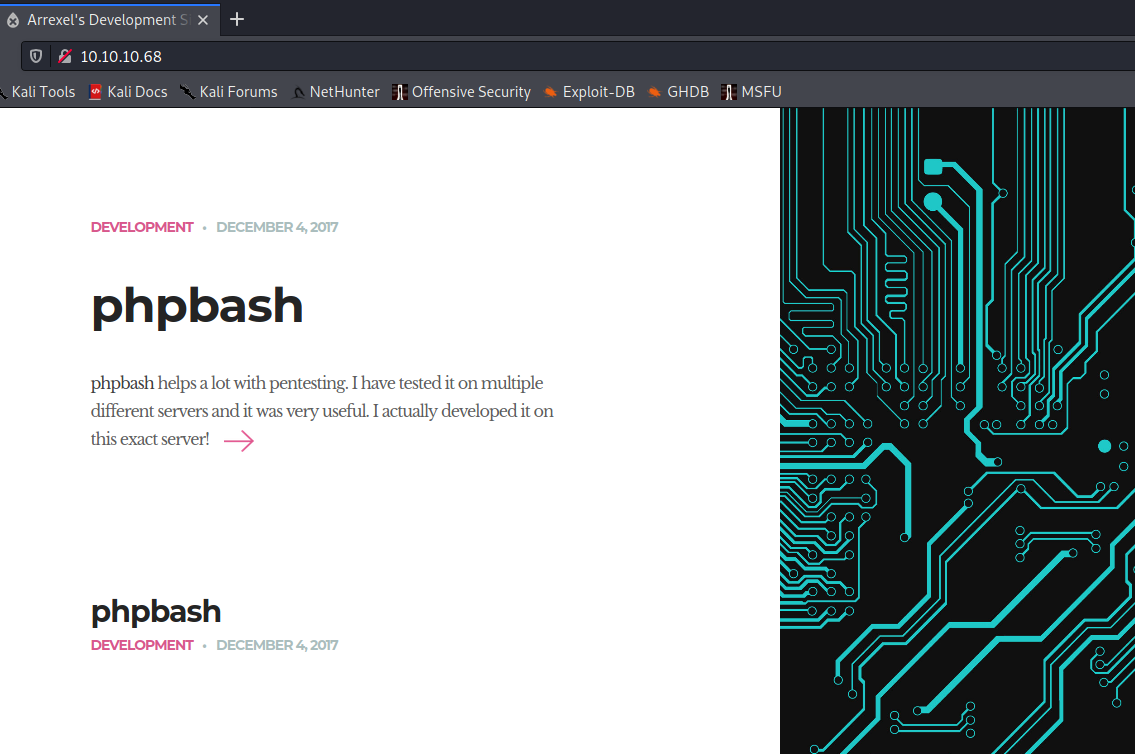 Arrexel's Development S
10.10.10.68
Kali Tools Kali Docs Kali Forums NetHunter Offensive Security Exploit-DB GHDB MSFU
DEVELOPMENT • DECEMBER 4, 2017
phpbash
phpbash helps a lot with pentesting. I have tested it on multiple
different servers and it was very useful. I actually developed it on
this exact server!
phpbash
DEVELOPMENT • DECEMBER 4, 2017